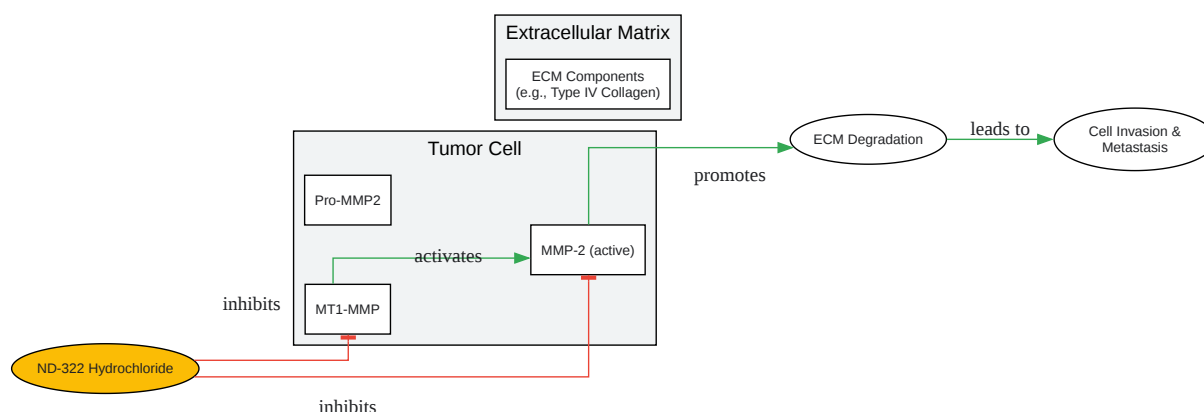 Extracellular Matrix
ECM Components
(e.g., Type IV Collagen)
Tumor Cell
Pro-MMP2
activates
MMP-2 (active)
MT1-MMP
inhibits
ND-322 Hydrochloride
inhibits
promotes
ECM Degradation
leads to
Cell Invasion &
Metastasis